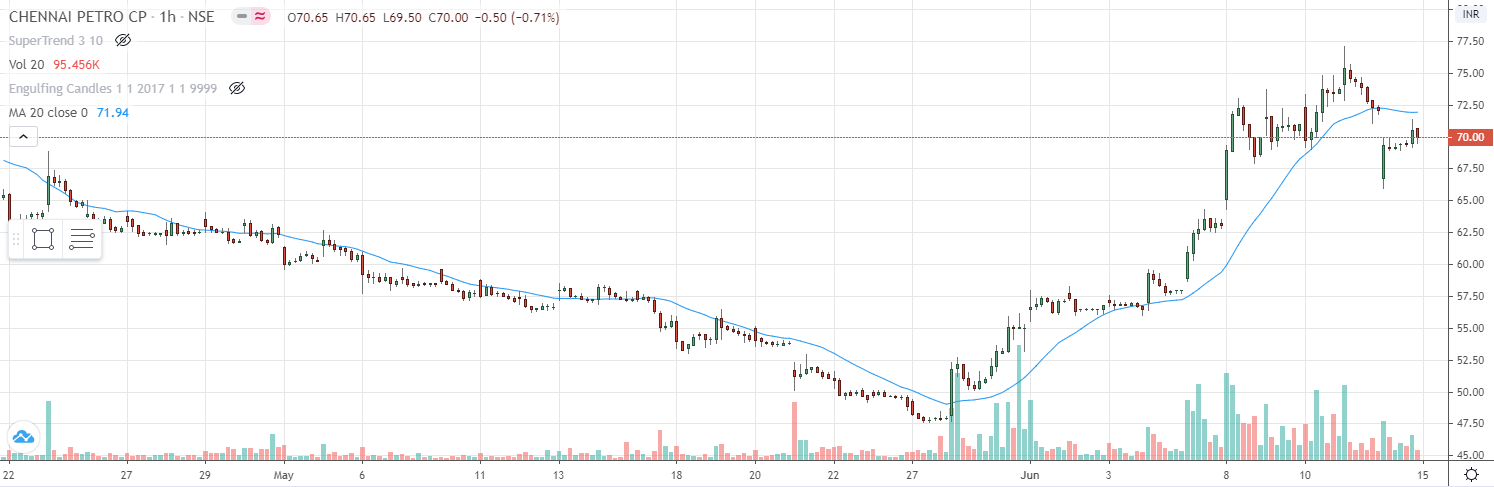 CHENNAI PETRO CP · 1h · NSE O70.65 H70.65 L69.50 C70.00 −0.50 (−0.71%)
SuperTrend 3 10
Vol 20 95.456K
Engulfing Candles 1 1 2017 1 1 9999
MA 20 close 0 71.94
INR
77.50
75.00
72.50
70.00
67.50
65.00
62.50
60.00
57.50
55.00
52.50
50.00
47.50
45.00
22 27 29 May 6 11 13 18 20 22 27 Jun 3 8 10 15